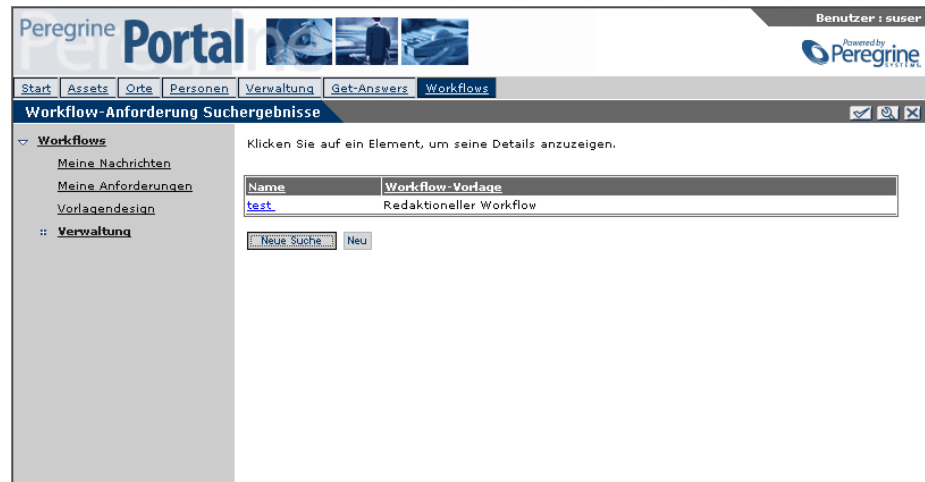 Peregrine Portal
Benutzer : suser
Powered by
Peregrine
SYSTEMS
Start Assets Orte Personen Verwaltung Get-Answers Workflows
Workflow-Anforderung Suchergebnisse
Workflows
Meine Nachrichten
Meine Anforderungen
Vorlagendesign
Verwaltung
Klicken Sie auf ein Element, um seine Details anzuzeigen.
Name Workflow-Vorlage
test Redaktioneller Workflow
Neue Suche Neu